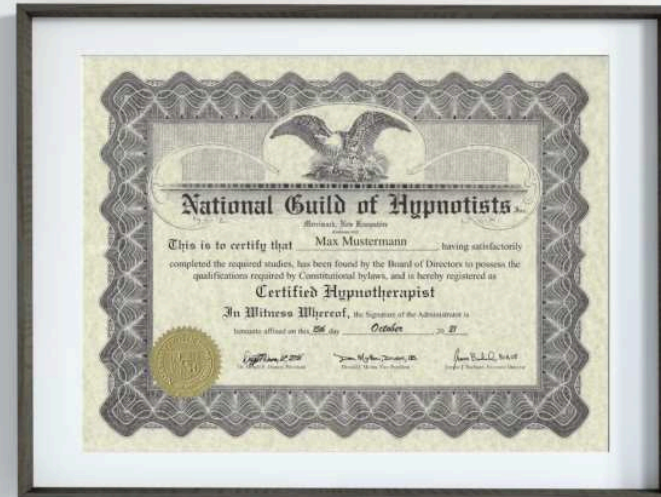 National Guild of Hypnotists
Merrimack, New Hampshire
This is to certify that Max Mustermann having satisfactorily
completed the required studies, has been found by the Board of Directors to possess the
qualifications required by Constitutional bylaws, and is hereby registered as
Certified Hypnotherapist
In Witness Whereof, the Signature of the Administrator is
hereunto affixed on this 15th day October 20 21